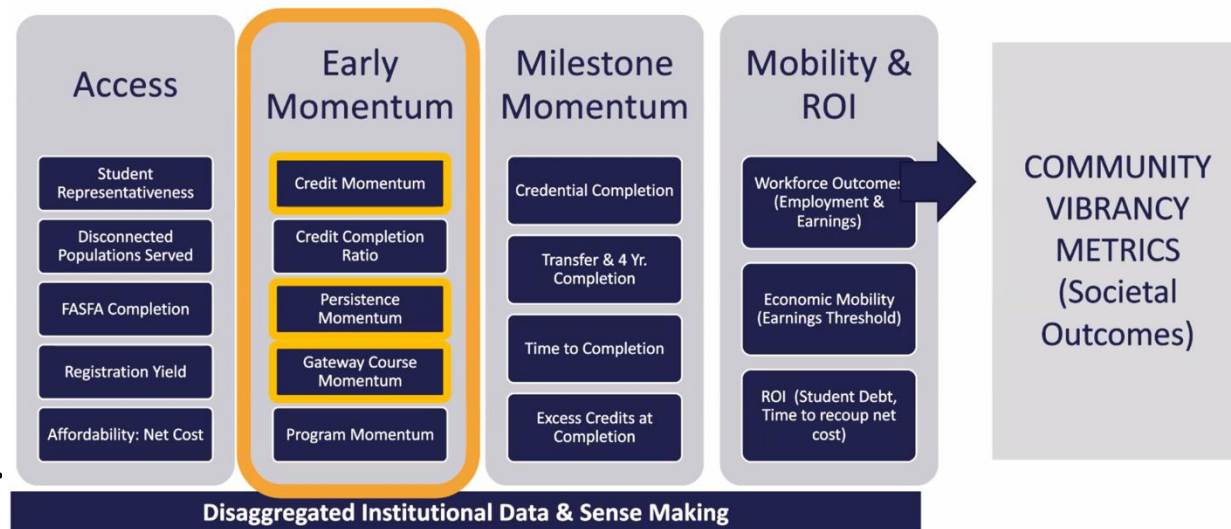 Access
Student
Representativeness
Disconnected
Populations Served
FASFA Completion
Registration Yield
Affordability: Net Cost
Early
Momentum
Credit Momentum
Credit Completion
Ratio
Persistence
Momentum
Gateway Course
Momentum
Program Momentum
Milestone
Momentum
Credential Completion
Transfer & 4 Yr.
Completion
Time to Completion
Excess Credits at
Completion
Mobility &
ROI
Workforce Outcomes
(Employment &
Earnings)
Economic Mobility
(Earnings Threshold)
ROI (Student Debt,
Time to recoup net
cost)
COMMUNITY
VIBRANCY
METRICS
(Societal
Outcomes)
Disaggregated Institutional Data & Sense Making